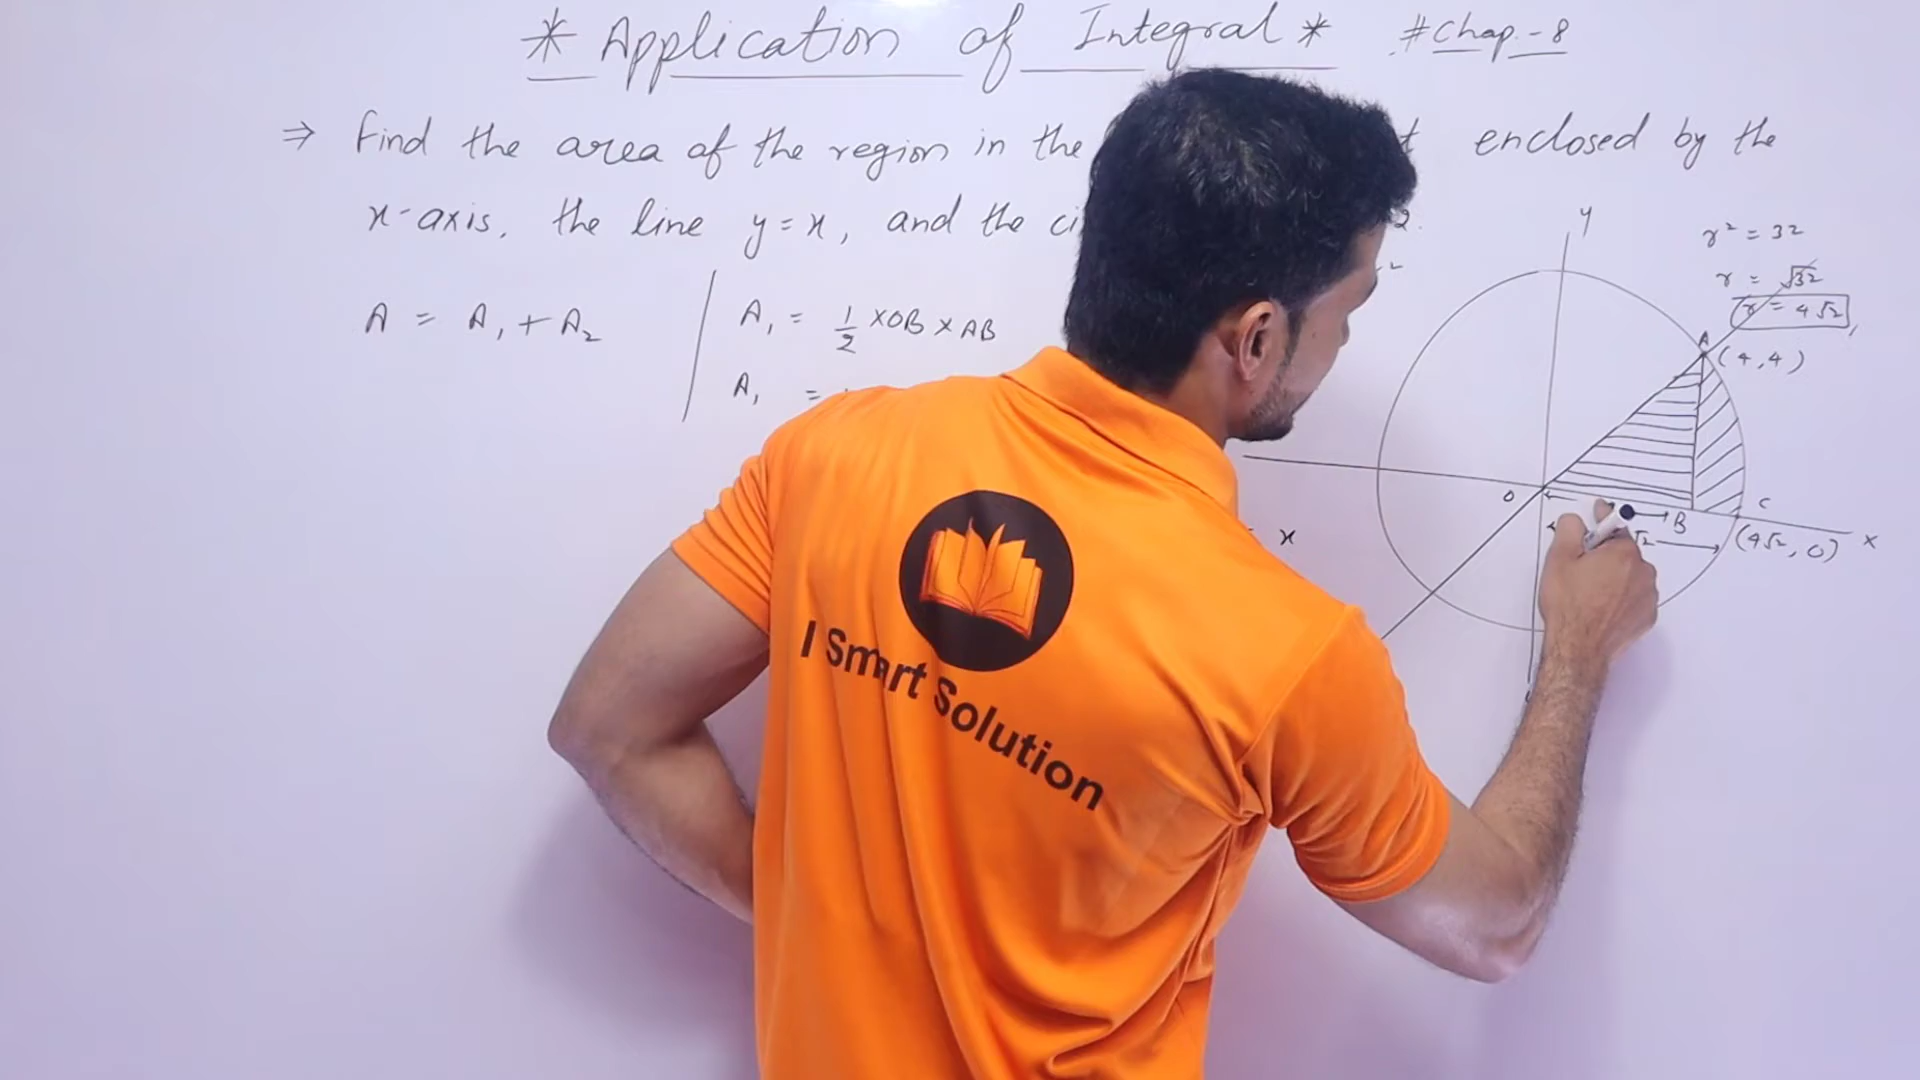 * Application of Integral * #Chap.-8
⇒ Find the area of the region in the enclosed by the
x-axis, the line y=x, and the ci 2.
A = A₁ + A₂
A₁ = 1/2 × OB × AB
A₁ =
y
r² = 32
r = √32
r = 4√2
A
(4,4)
O
B
C
(4√2, 0)
x
x
I Smart Solution